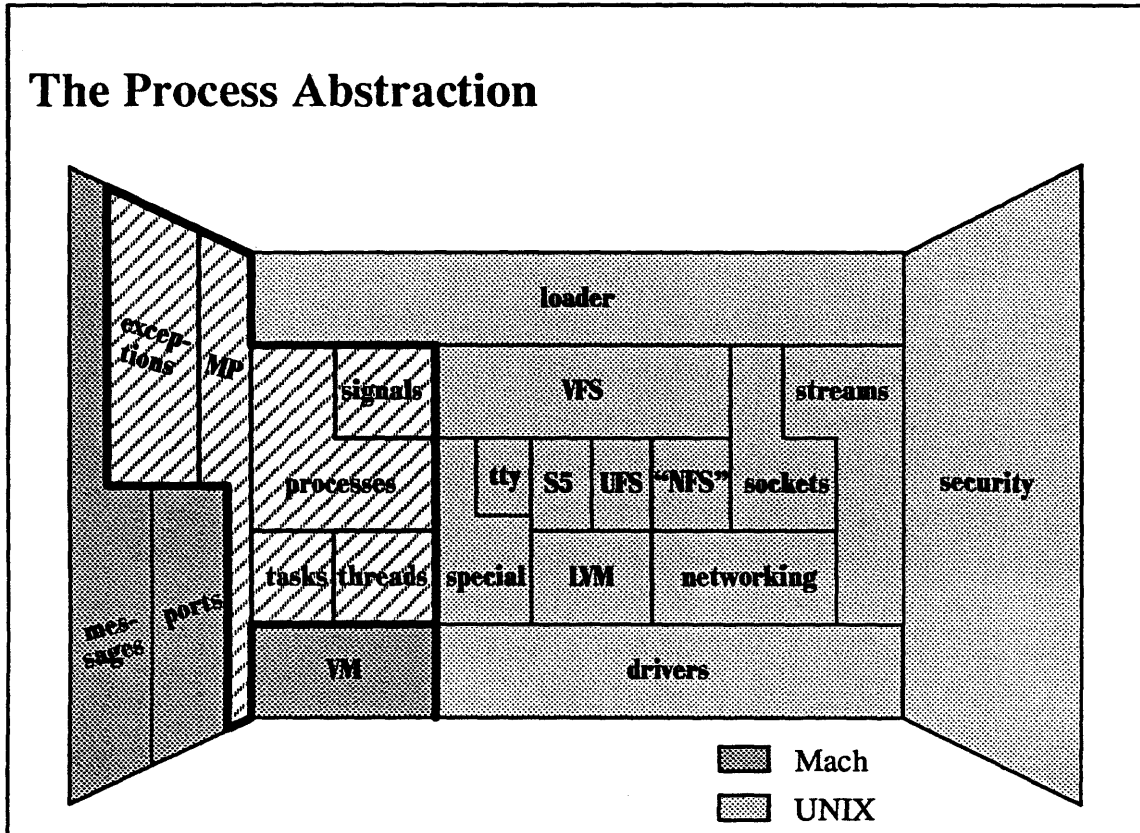 The Process Abstraction
loader
excep-
tions
MP
signals
VFS
streams
processes
tty
S5
UFS
“NFS”
sockets
security
tasks
threads
special
LVM
networking
mes-
sages
ports
VM
drivers
Mach
UNIX